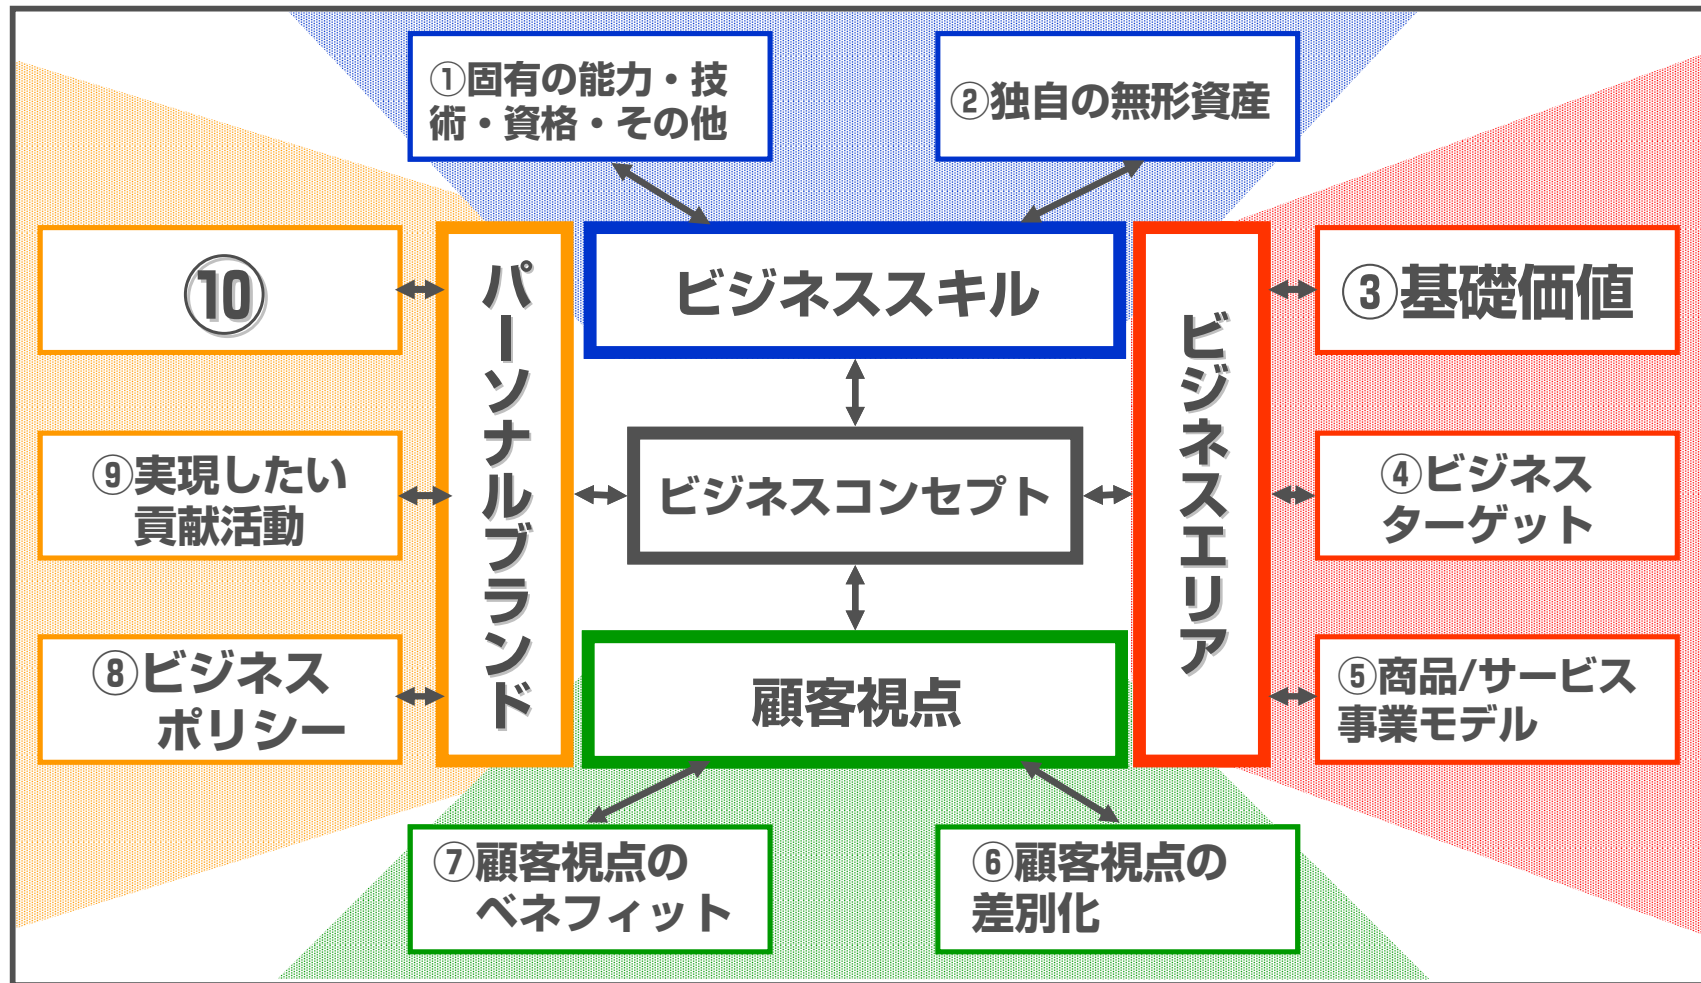 ①固有の能力・技
術・資格・その他
②独自の無形資産
ビジネススキル
⑩
パーソナルブランド
ビジネスエリア
③基礎価値
⑨実現したい
貢献活動
ビジネスコンセプト
④ビジネス
ターゲット
⑧ビジネス
ポリシー
顧客視点
⑤商品/サービス
事業モデル
⑦顧客視点の
ベネフィット
⑥顧客視点の
差別化